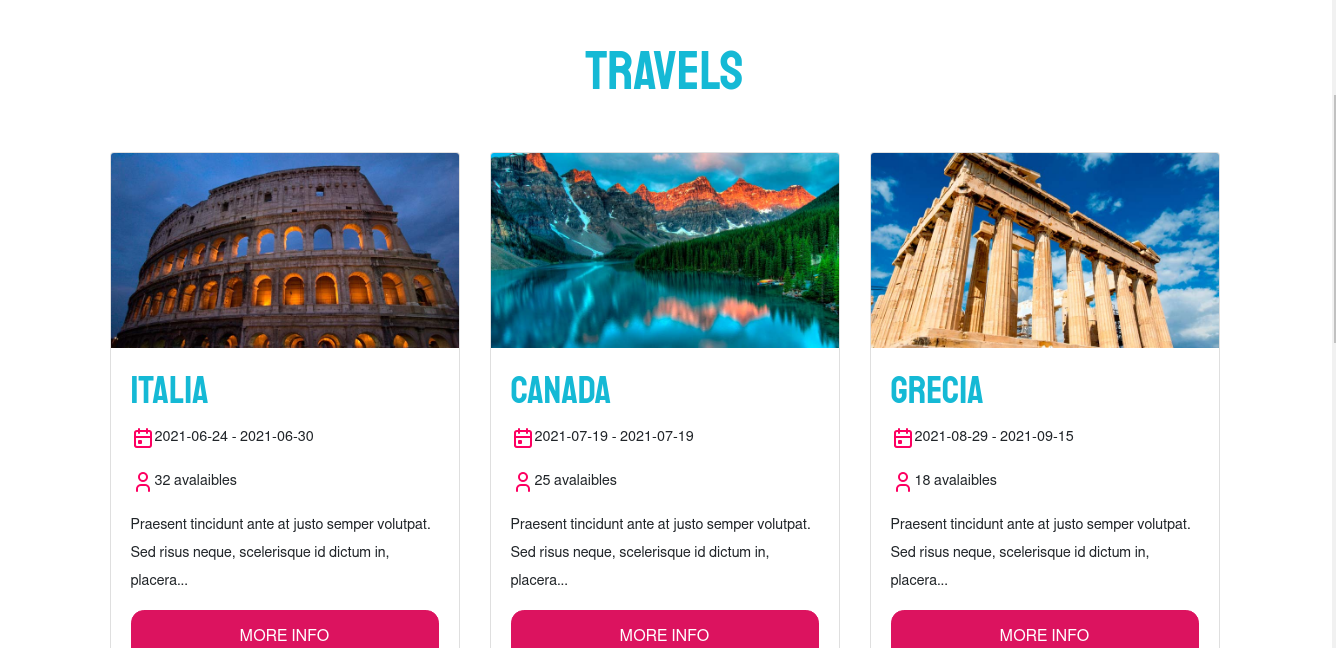 TRAVELS
ITALIA
2021-06-24 - 2021-06-30
32 avalaibles
Praesent tincidunt ante at justo semper volutpat.
Sed risus neque, scelerisque id dictum in,
placera...
MORE INFO
CANADA
2021-07-19 - 2021-07-19
25 avalaibles
Praesent tincidunt ante at justo semper volutpat.
Sed risus neque, scelerisque id dictum in,
placera...
MORE INFO
GRECIA
2021-08-29 - 2021-09-15
18 avalaibles
Praesent tincidunt ante at justo semper volutpat.
Sed risus neque, scelerisque id dictum in,
placera...
MORE INFO